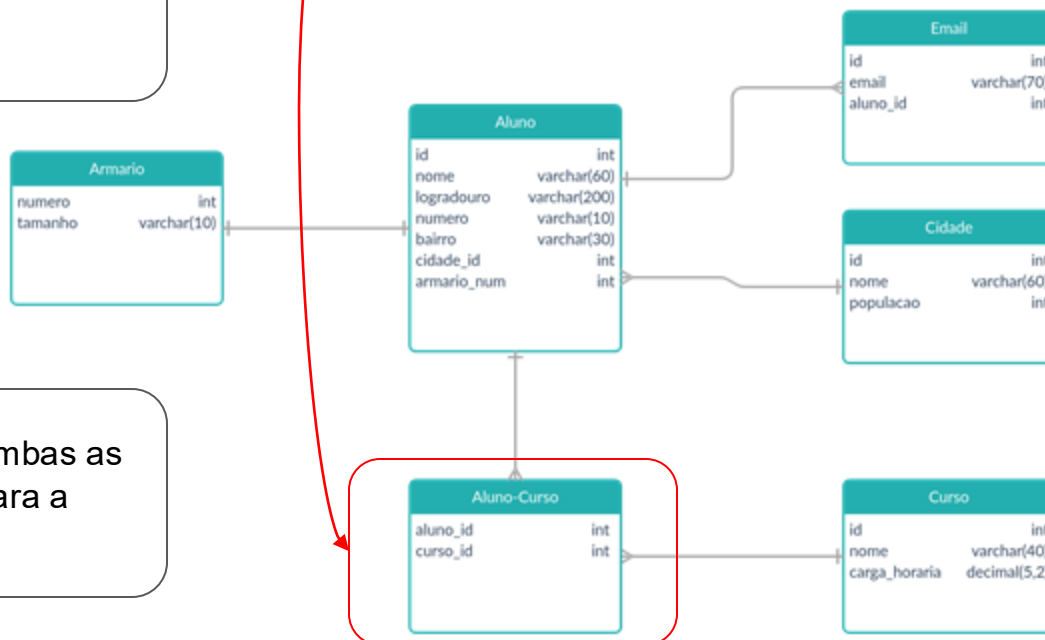 Email
id int
email varchar(70)
aluno_id int
Aluno
id int
nome varchar(60)
logradouro varchar(200)
numero varchar(10)
bairro varchar(30)
cidade_id int
armario_num int
Armario
numero int
tamanho varchar(10)
Cidade
id int
nome varchar(60)
populacao int
mbas as
ara a
Aluno-Curso
aluno_id int
curso_id int
Curso
id int
nome varchar(40)
carga_horaria decimal(5,2